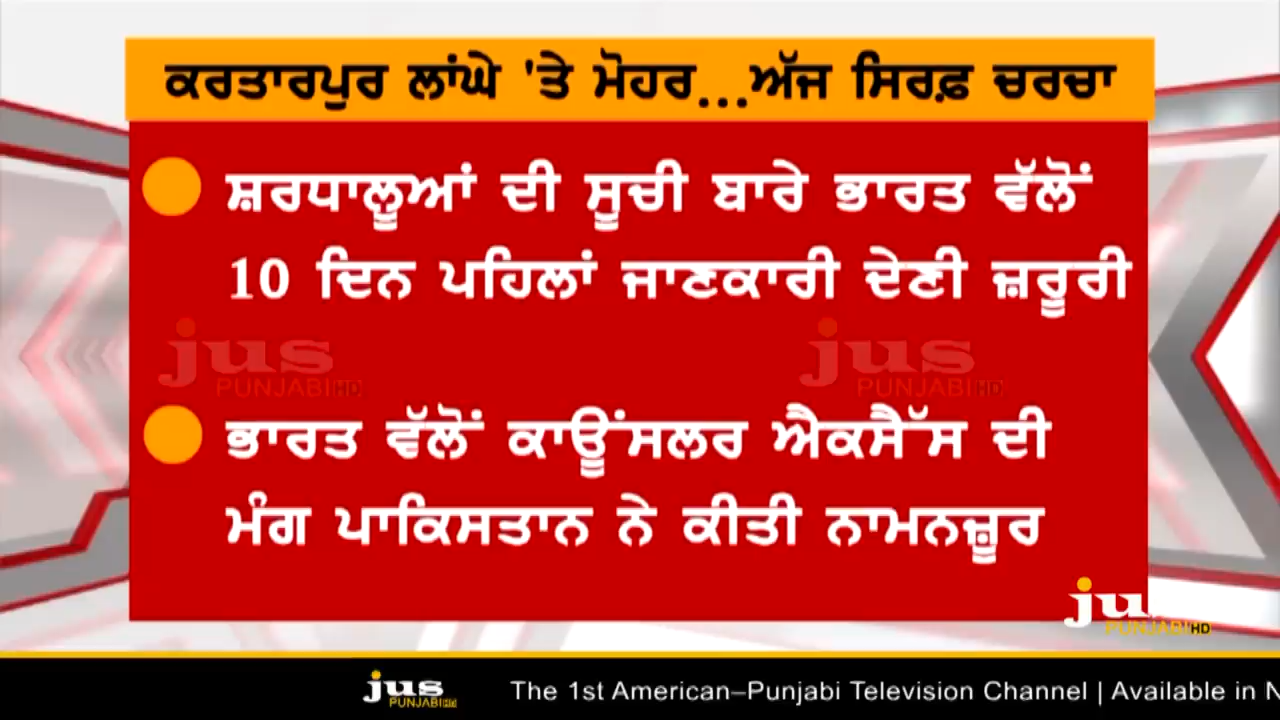 ਕਰਤਾਰਪੁਰ ਲਾਂਘੇ 'ਤੇ ਮੋਹਰ...ਅੱਜ ਸਿਰਫ਼ ਚਰਚਾ
ਸ਼ਰਧਾਲੂਆਂ ਦੀ ਸੂਚੀ ਬਾਰੇ ਭਾਰਤ ਵੱਲੋਂ
10 ਦਿਨ ਪਹਿਲਾਂ ਜਾਣਕਾਰੀ ਦੇਣੀ ਜ਼ਰੂਰੀ
jus jus
PUNJABI HD PUNJABI HD
ਭਾਰਤ ਵੱਲੋਂ ਕਾਊਂਸਲਰ ਐਕਸੈੱਸ ਦੀ
ਮੰਗ ਪਾਕਿਸਤਾਨ ਨੇ ਕੀਤੀ ਨਾਮਨਜ਼ੂਰ
jus
PUNJABI HD
jus
PUNJABI HD
The 1st American–Punjabi Television Channel | Available in N